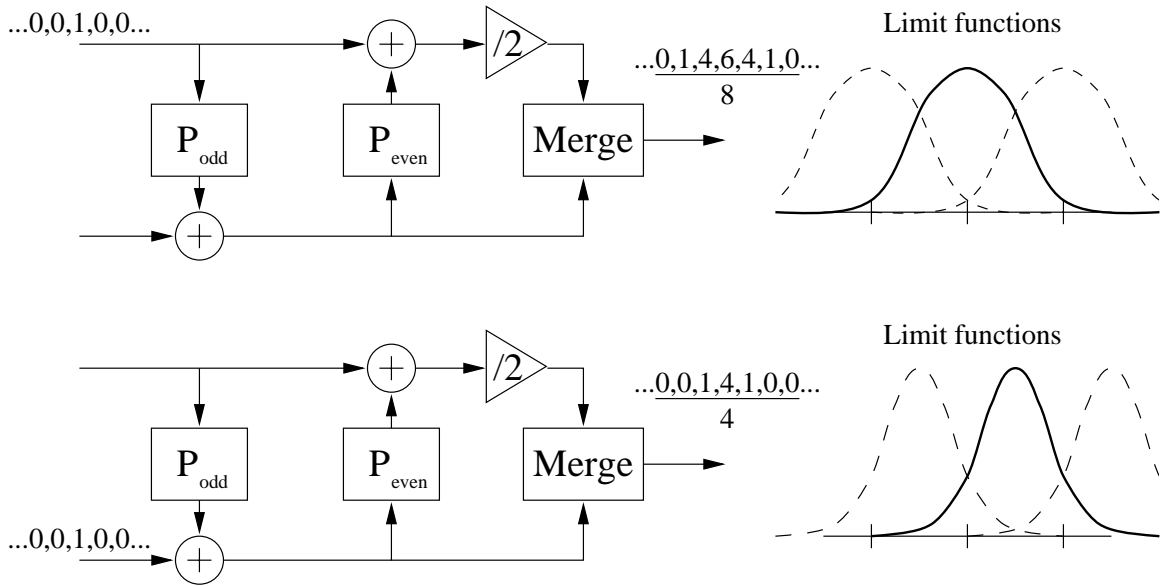 ...0,0,1,0,0...
+
/2
...0,1,4,6,4,1,0...
8
Limit functions
P odd
P even
Merge
+
+
/2
...0,0,1,4,1,0,0...
4
Limit functions
P odd
P even
Merge
...0,0,1,0,0...
+